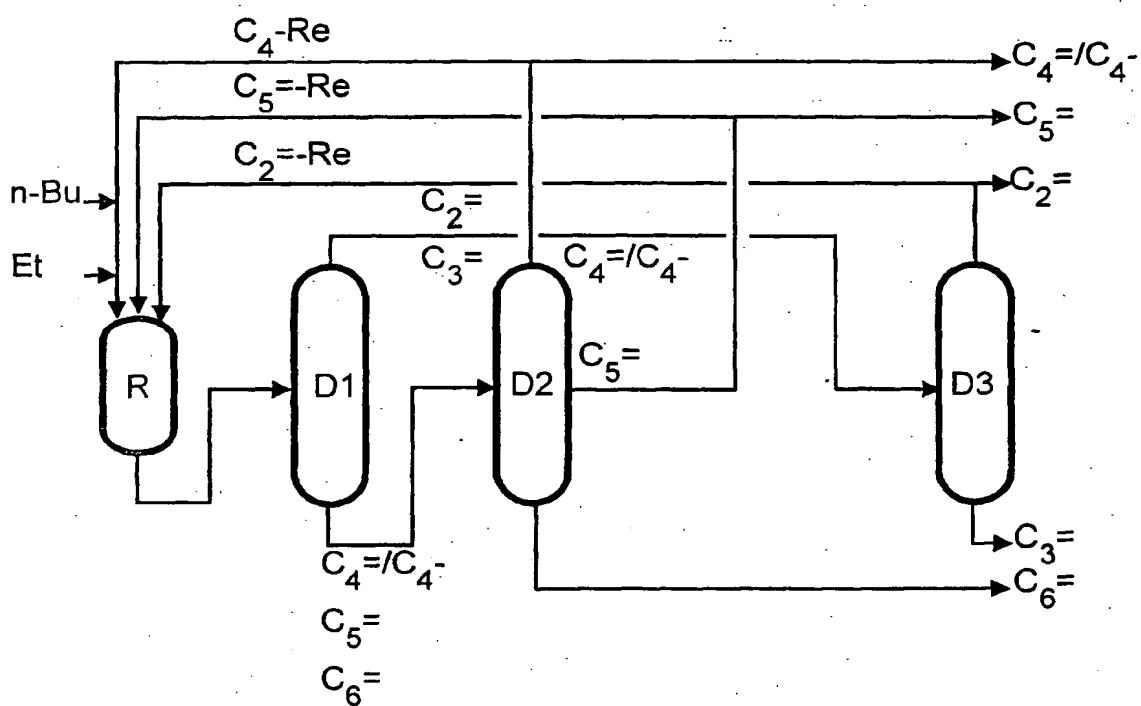 C4-Re
C4=/C4-
C5=-Re
C5=
C2=-Re
C2=
n-Bu
C2=
Et
C3=
C4=/C4-
C5=
R
D1
D2
D3
C3=
C4=/C4-
C6=
C5=
C6=